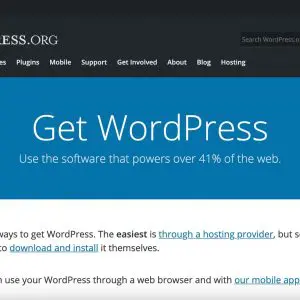 RESS.ORG
Search WordPress.o
es Plugins Mobile Support Get Involved About Blog Hosting
Get WordPress
Use the software that powers over 41% of the web.
ways to get WordPress. The easiest is through a hosting provider, but s
to download and install it themselves.
n use your WordPress through a web browser and with our mobile app